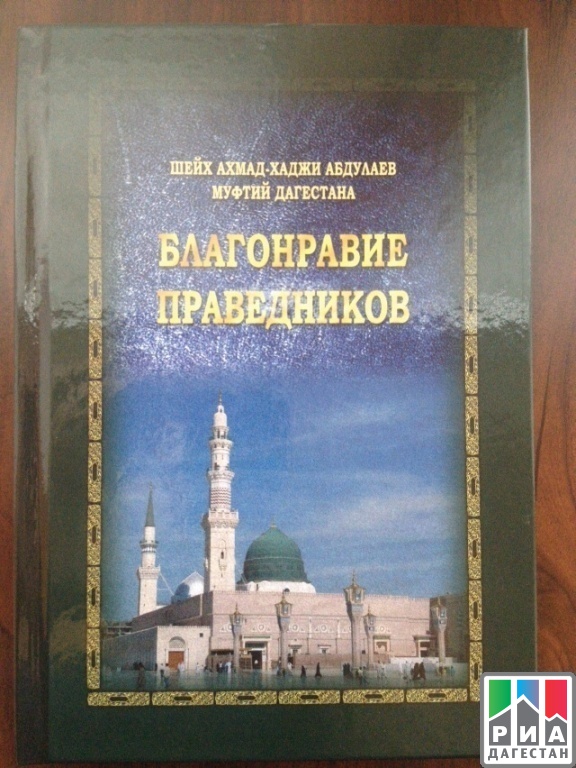 ШЕЙХ АХМАД-ХАДЖИ АБДУЛАЕВ
МУФТИЙ ДАГЕСТАНА
БЛАГОНРАВИЕ
ПРАВЕДНИКОВ
РИА
ДАГЕСТАН